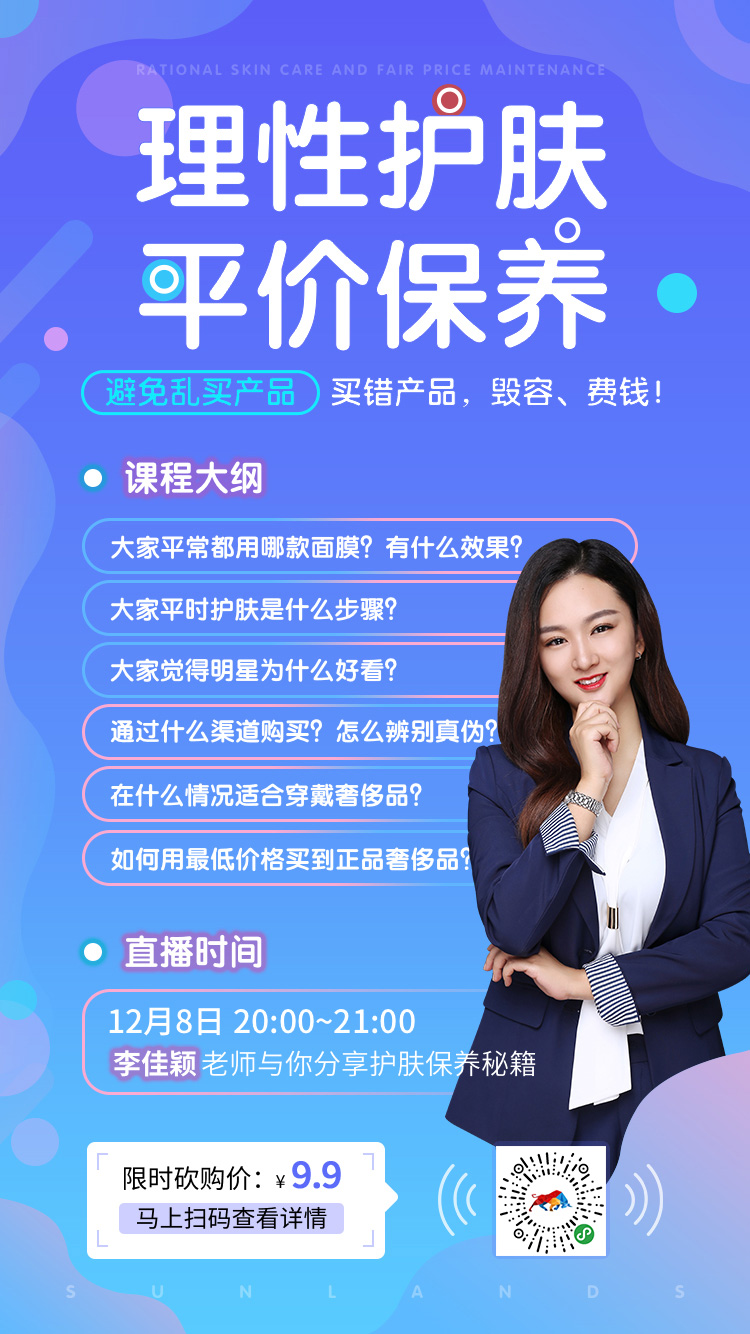 RATIONAL SKIN CARE AND FAIR PRICE MAINTENANCE
理性护肤
平价保养
避免乱买产品 买错产品，毁容、费钱！
课程大纲
大家平常都用哪款面膜？有什么效果？
大家平时护肤是什么步骤？
大家觉得明星为什么好看？
通过什么渠道购买？怎么辨别真伪？
在什么情况适合穿戴奢侈品？
如何用最低价格买到正品奢侈品？
直播时间
12月8日 20:00~21:00
李佳颖老师与你分享护肤保养秘籍
限时砍购价：¥9.9
马上扫码查看详情
SUNLANDS